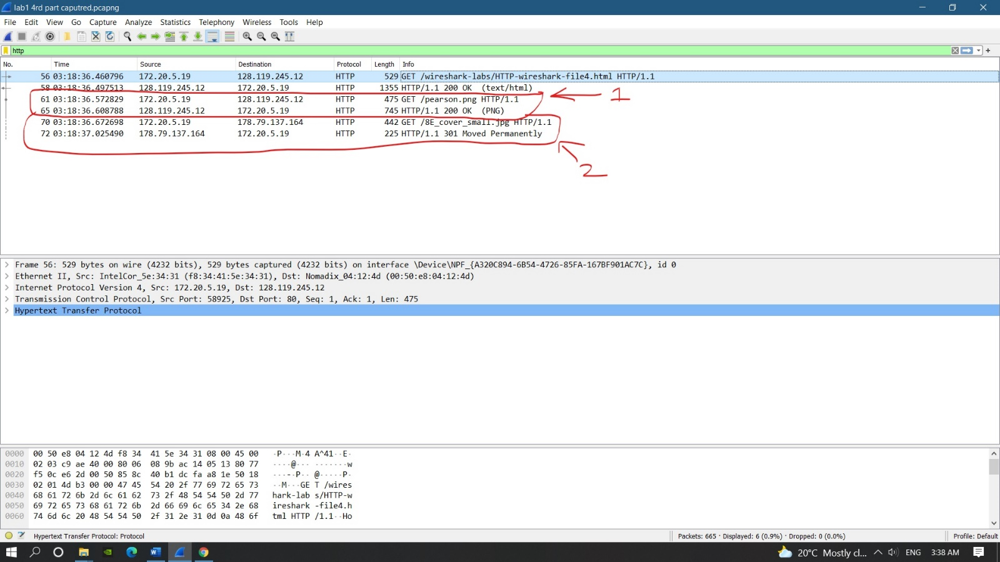 lab1 4rd part caputred.pcapng
File Edit View Go Capture Analyze Statistics Telephony Wireless Tools Help
http
No. Time Source Destination Protocol Length Info
56 03:18:36.460796 172.20.5.19 128.119.245.12 HTTP 529 GET /wireshark-labs/HTTP-wireshark-file4.html HTTP/1.1
58 03:18:36.497513 128.119.245.12 172.20.5.19 HTTP 1355 HTTP/1.1 200 OK (text/html)
61 03:18:36.572829 172.20.5.19 128.119.245.12 HTTP 475 GET /pearson.png HTTP/1.1
1
65 03:18:36.608788 128.119.245.12 172.20.5.19 HTTP 745 HTTP/1.1 200 OK (PNG)
70 03:18:36.672698 172.20.5.19 178.79.137.164 HTTP 442 GET /8E_cover_small.jpg HTTP/1.1
72 03:18:37.025490 178.79.137.164 172.20.5.19 HTTP 225 HTTP/1.1 301 Moved Permanently
2
Frame 56: 529 bytes on wire (4232 bits), 529 bytes captured (4232 bits) on interface \Device\NPF_{A320C894-6B54-4726-85FA-167BF901AC7C}, id 0
Ethernet II, Src: IntelCor_5e:34:31 (f8:34:41:5e:34:31), Dst: Nomadix_04:12:4d (00:50:e8:04:12:4d)
Internet Protocol Version 4, Src: 172.20.5.19, Dst: 128.119.245.12
Transmission Control Protocol, Src Port: 58925, Dst Port: 80, Seq: 1, Ack: 1, Len: 475
Hypertext Transfer Protocol
0000 00 50 e8 04 12 4d f8 34 41 5e 34 31 08 00 45 00 ·P···M·4 A^41··E·
0010 02 03 c9 ae 40 00 80 06 08 9b ac 14 05 13 80 77 ····@··· ·······w
0020 f5 0c e6 2d 00 50 85 8c 40 b1 dc fa a8 1e 50 18 ···-·P·· @·····P·
0030 02 01 4d b3 00 00 47 45 54 20 2f 77 69 72 65 73 ··M···GE T /wires
0040 68 61 72 6b 2d 6c 61 62 73 2f 48 54 54 50 2d 77 hark-lab s/HTTP-w
0050 69 72 65 73 68 61 72 6b 2d 66 69 6c 65 34 2e 68 ireshark -file4.h
0060 74 6d 6c 20 48 54 54 50 2f 31 2e 31 0d 0a 48 6f tml HTTP /1.1··Ho
Hypertext Transfer Protocol: Protocol Packets: 665 · Displayed: 6 (0.9%) · Dropped: 0 (0.0%) Profile: Default
20°C Mostly cl... ENG 3:38 AM